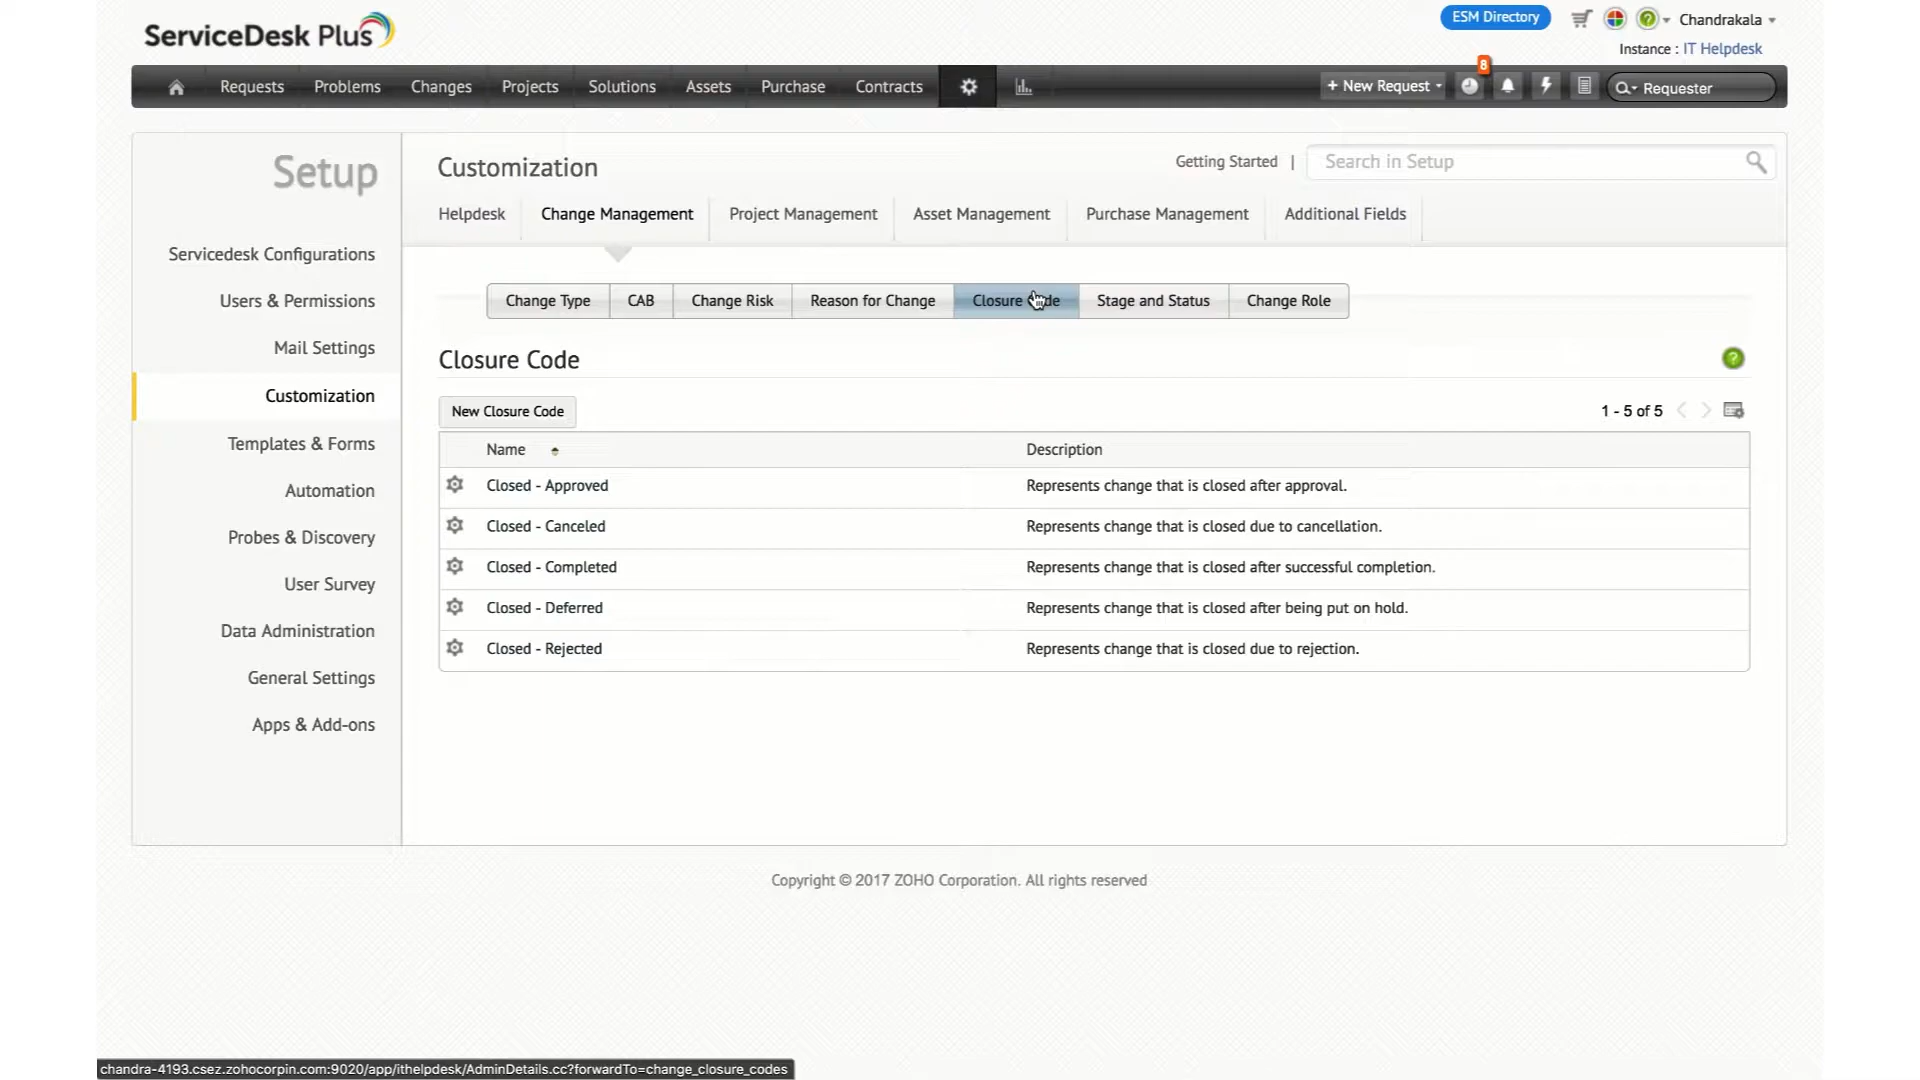 ServiceDesk Plus
ESM Directory
Chandrakala
Instance : IT Helpdesk
Requests Problems Changes Projects Solutions Assets Purchase Contracts + New Request 8 Requester
Setup
Customization
Getting Started | Search in Setup
Helpdesk Change Management Project Management Asset Management Purchase Management Additional Fields
Servicedesk Configurations
Users & Permissions
Mail Settings
Customization
Templates & Forms
Automation
Probes & Discovery
User Survey
Data Administration
General Settings
Apps & Add-ons
Change Type CAB Change Risk Reason for Change Closure Code Stage and Status Change Role
Closure Code
New Closure Code 1 - 5 of 5
Name Description
Closed - Approved Represents change that is closed after approval.
Closed - Canceled Represents change that is closed due to cancellation.
Closed - Completed Represents change that is closed after successful completion.
Closed - Deferred Represents change that is closed after being put on hold.
Closed - Rejected Represents change that is closed due to rejection.
Copyright © 2017 ZOHO Corporation. All rights reserved
chandra-4193.csez.zohocorpin.com:9020/app/ithelpdesk/AdminDetails.cc?forwardTo=change_closure_codes